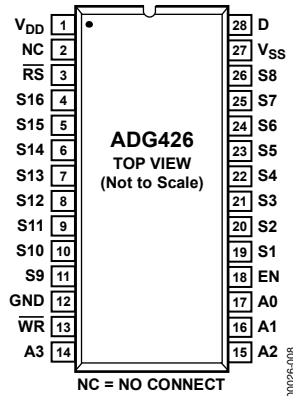 VDD 1
NC 2
R̅S̅ 3
S16 4
S15 5
S14 6
S13 7
S12 8
S11 9
S10 10
S9 11
GND 12
W̅R̅ 13
A3 14
ADG426
TOP VIEW
(Not to Scale)
28 D
27 VSS
26 S8
25 S7
24 S6
23 S5
22 S4
21 S3
20 S2
19 S1
18 EN
17 A0
16 A1
15 A2
NC = NO CONNECT
00026-008